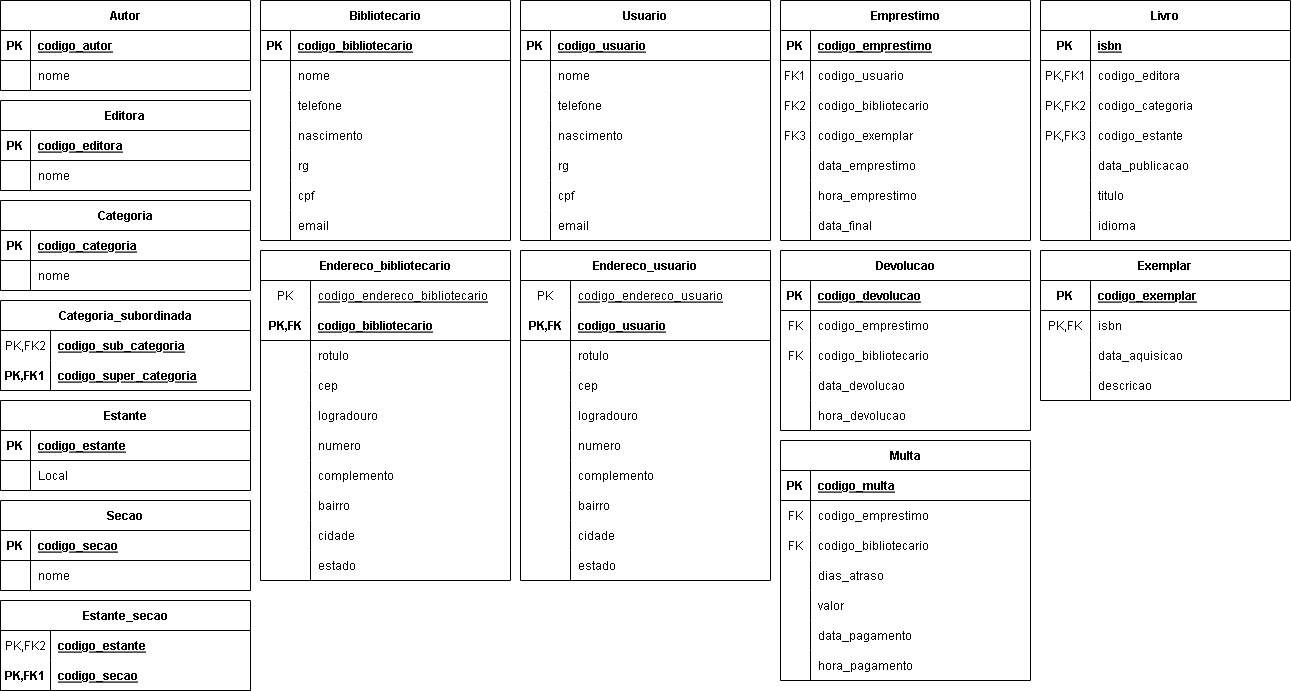 Autor
PK codigo_autor
nome
Editora
PK codigo_editora
nome
Categoria
PK codigo_categoria
nome
Categoria_subordinada
PK,FK2 codigo_sub_categoria
PK,FK1 codigo_super_categoria
Estante
PK codigo_estante
Local
Secao
PK codigo_secao
nome
Estante_secao
PK,FK2 codigo_estante
PK,FK1 codigo_secao
Bibliotecario
PK codigo_bibliotecario
nome
telefone
nascimento
rg
cpf
email
Endereco_bibliotecario
PK codigo_endereco_bibliotecario
PK,FK codigo_bibliotecario
rotulo
cep
logradouro
numero
complemento
bairro
cidade
estado
Usuario
PK codigo_usuario
nome
telefone
nascimento
rg
cpf
email
Endereco_usuario
PK codigo_endereco_usuario
PK,FK codigo_usuario
rotulo
cep
logradouro
numero
complemento
bairro
cidade
estado
Emprestimo
PK codigo_emprestimo
FK1 codigo_usuario
FK2 codigo_bibliotecario
FK3 codigo_exemplar
data_emprestimo
hora_emprestimo
data_final
Devolucao
PK codigo_devolucao
FK codigo_emprestimo
FK codigo_bibliotecario
data_devolucao
hora_devolucao
Multa
PK codigo_multa
FK codigo_emprestimo
FK codigo_bibliotecario
dias_atraso
valor
data_pagamento
hora_pagamento
Livro
PK isbn
PK,FK1 codigo_editora
PK,FK2 codigo_categoria
PK,FK3 codigo_estante
data_publicacao
titulo
idioma
Exemplar
PK codigo_exemplar
PK,FK isbn
data_aquisicao
descricao